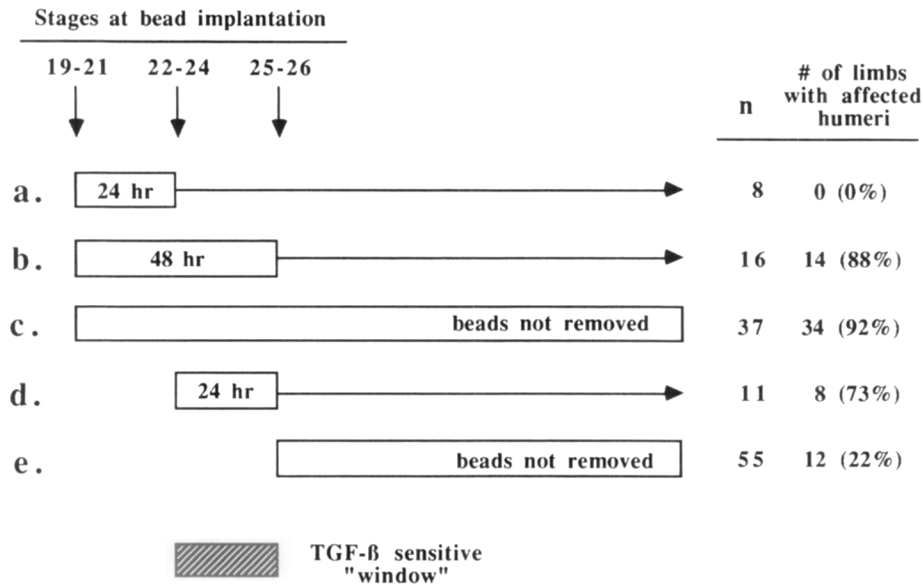 Stages at bead implantation
19-21 22-24 25-26
n
# of limbs
with affected
humeri
a. 24 hr 8 0 (0%)
b. 48 hr 16 14 (88%)
c. beads not removed 37 34 (92%)
d. 24 hr 11 8 (73%)
e. beads not removed 55 12 (22%)
TGF-ß sensitive
"window"